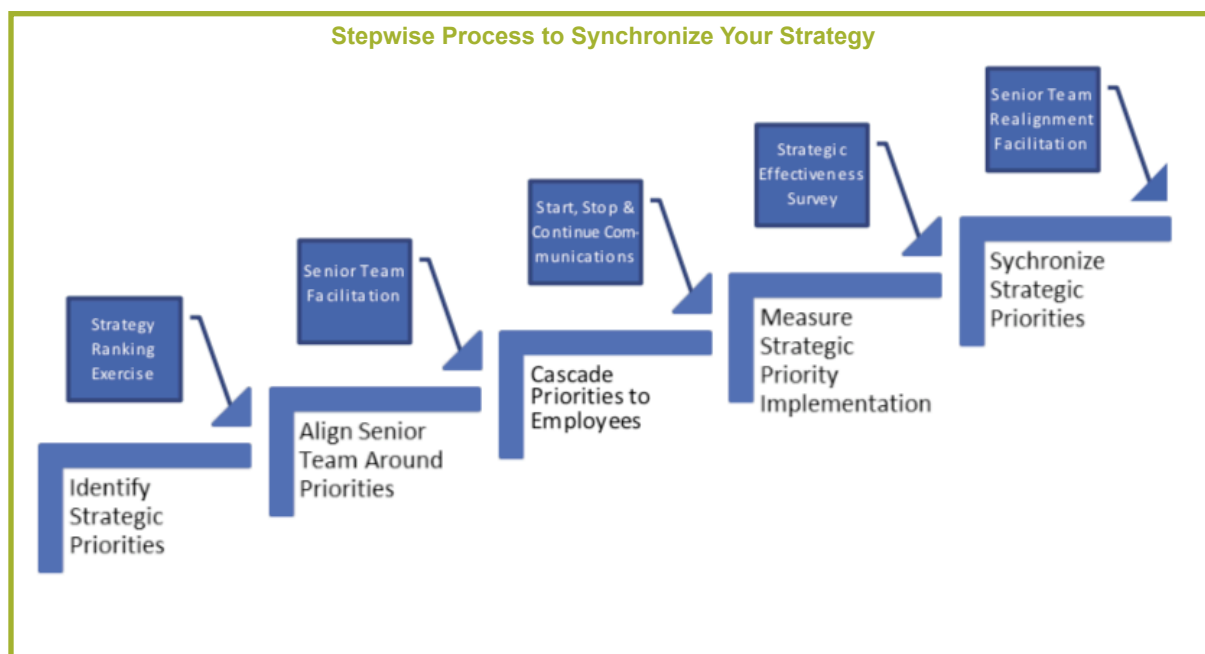 Stepwise Process to Synchronize Your Strategy
Strategy
Ranking
Exercise
Identify
Strategic
Priorities
Senior Team
Facilitation
Align Senior
Team Around
Priorities
Start, Stop &
Continue Com-
munications
Cascade
Priorities to
Employees
Strategic
Effectiveness
Survey
Measure
Strategic
Priority
Implementation
Senior Team
Realignment
Facilitation
Sychronize
Strategic
Priorities